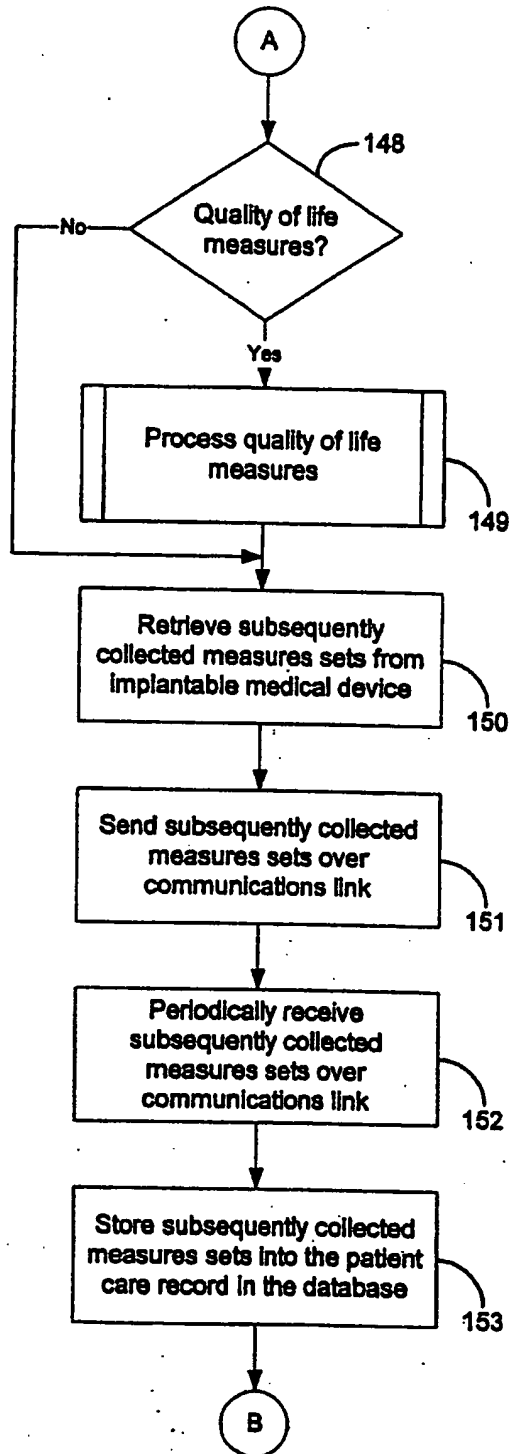 A
148
Quality of life
measures?
No
Yes
Process quality of life
measures
149
Retrieve subsequently
collected measures sets from
implantable medical device
150
Send subsequently collected
measures sets over
communications link
151
Periodically receive
subsequently collected
measures sets over
communications link
152
Store subsequently collected
measures sets into the patient
care record in the database
153
B